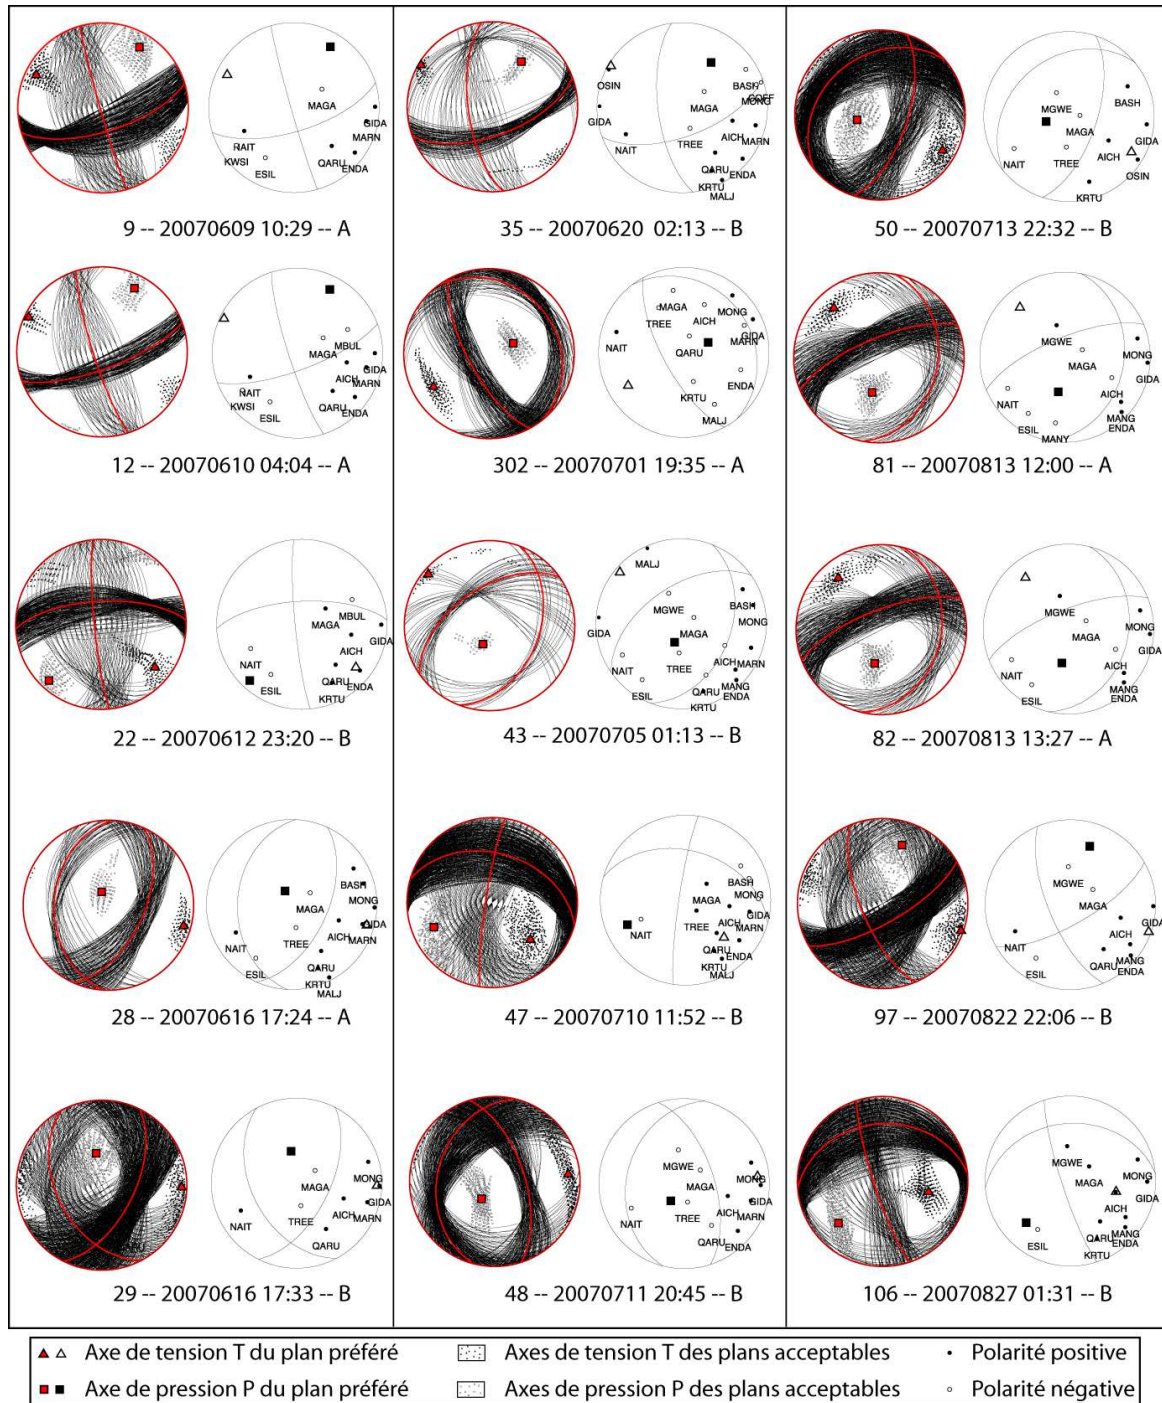 MAGA
GIDA
MARN
NAIT
KWSI
ESIL
QARU
ENDA
9 -- 20070609 10:29 -- A
MBUL
MAGA
GIDA
AICH
MARN
NAIT
KWSI
ESIL
QARU
ENDA
12 -- 20070610 04:04 -- A
MBUL
MAGA
GIDA
AICH
NAIT
ESIL
QARU
ENDA
KRTU
22 -- 20070612 23:20 -- B
BASH
MONG
MAGA
GIDA
NAIT
TREE
AICH
MARN
ESIL
QARU
KRTU
MALJ
28 -- 20070616 17:24 -- A
MONG
MAGA
GIDA
NAIT
TREE
AICH
MARN
QARU
29 -- 20070616 17:33 -- B
OSIN
BASH
GOFF
MONG
MAGA
GIDA
NAIT
TREE
AICH
MARN
QARU
ENDA
KRTU
MALJ
35 -- 20070620 02:13 -- B
MAGA
MONG
TREE
AICH
GIDA
MARN
NAIT
QARU
ENDA
KRTU
MALJ
302 -- 20070701 19:35 -- A
MALJ
MGWE
BASH
MONG
GIDA
MAGA
NAIT
TREE
AICH
MARN
ESIL
QARU
MANG
KRTU
ENDA
43 -- 20070705 01:13 -- B
BASH
MONG
MAGA
GIDA
NAIT
TREE
AICH
MARN
QARU
ENDA
KRTU
MALJ
47 -- 20070710 11:52 -- B
MGWE
MONG
MAGA
GIDA
NAIT
TREE
AICH
MARN
QARU
ENDA
48 -- 20070711 20:45 -- B
MGWE
BASH
MAGA
GIDA
NAIT
TREE
AICH
OSIN
KRTU
50 -- 20070713 22:32 -- B
MGWE
MONG
MAGA
GIDA
NAIT
AICH
ESIL
MANY
MANG
ENDA
81 -- 20070813 12:00 -- A
MGWE
MONG
MAGA
GIDA
NAIT
AICH
ESIL
MANG
ENDA
82 -- 20070813 13:27 -- A
MGWE
MAGA
MONG
GIDA
NAIT
AICH
ESIL
QARU
MANG
ENDA
97 -- 20070822 22:06 -- B
MGWE
MONG
MAGA
GIDA
AICH
ESIL
QARU
MANG
KRTU
ENDA
106 -- 20070827 01:31 -- B
Axe de tension T du plan préféré
Axes de tension T des plans acceptables
Polarité positive
Axe de pression P du plan préféré
Axes de pression P des plans acceptables
Polarité négative